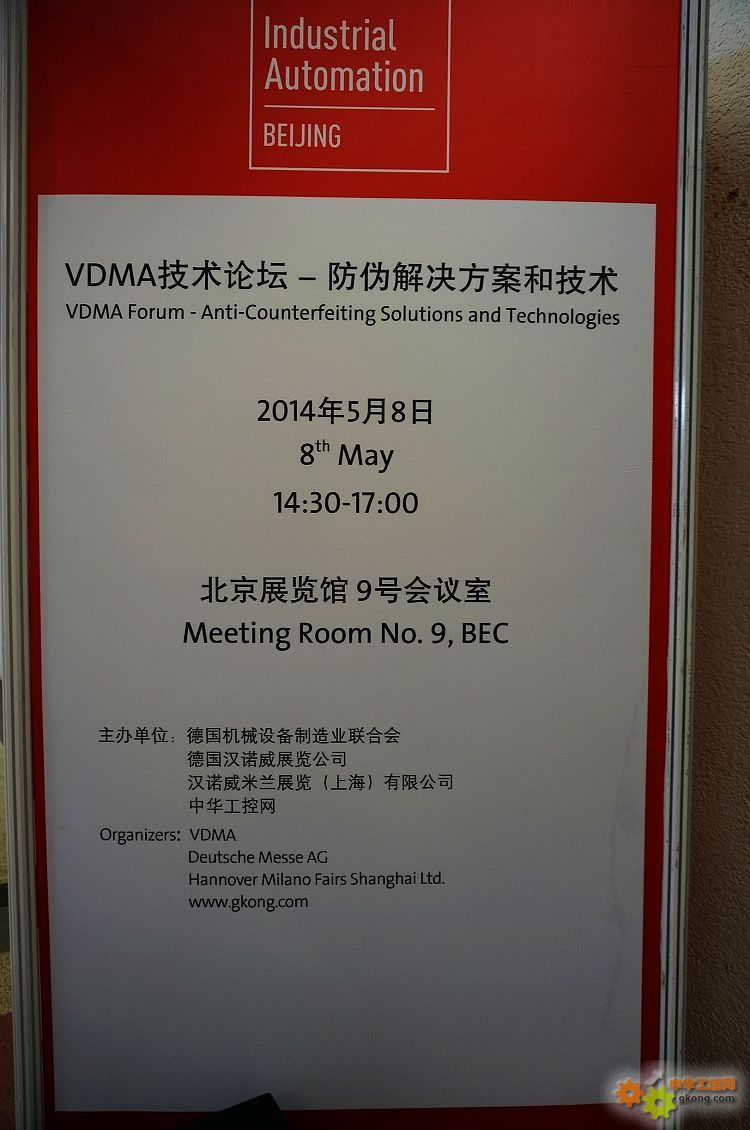 Industrial
Automation
BEIJING
VDMA技术论坛 – 防伪解决方案和技术
VDMA Forum - Anti-Counterfeiting Solutions and Technologies
2014年5月8日
8th May
14:30-17:00
北京展览馆 9号会议室
Meeting Room No. 9, BEC
主办单位：德国机械设备制造业联合会
德国汉诺威展览公司
汉诺威米兰展览（上海）有限公司
中华工控网
Organizers: VDMA
Deutsche Messe AG
Hannover Milano Fairs Shanghai Ltd.
www.gkong.com
中华工控网
gkong.com